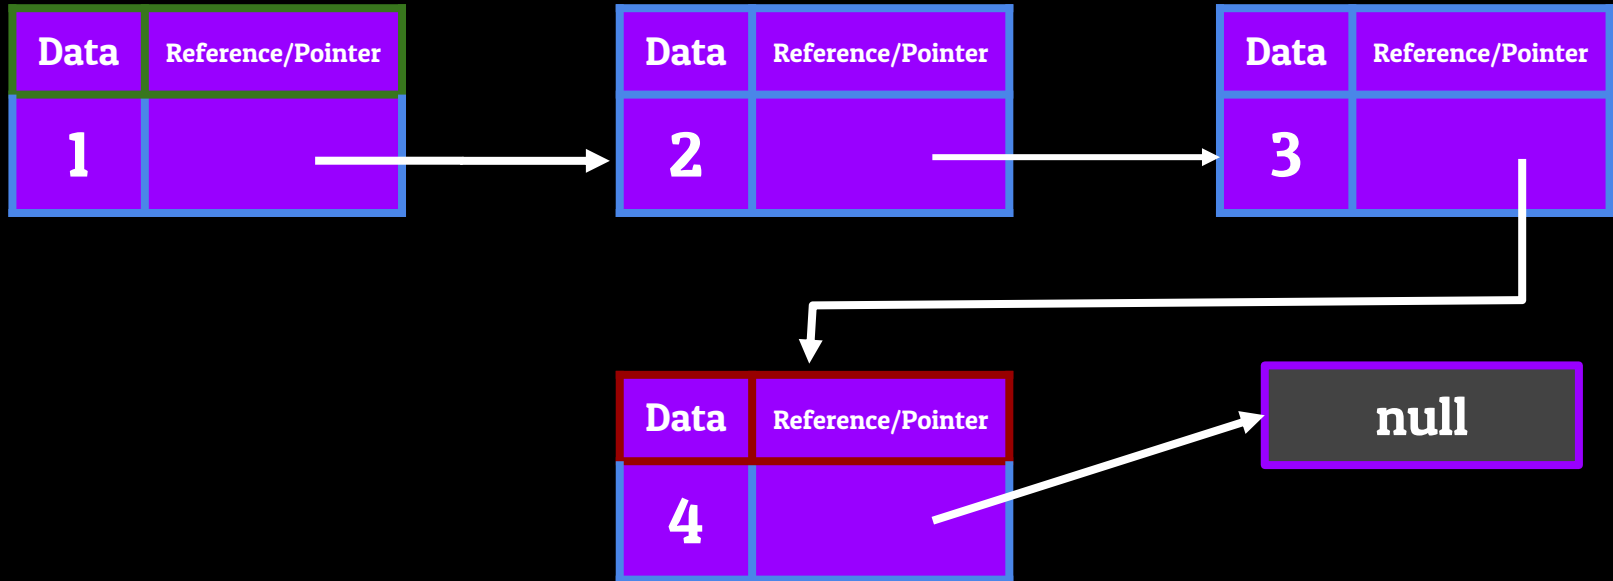 Data Reference/Pointer
1
Data Reference/Pointer
2
Data Reference/Pointer
3
Data Reference/Pointer
4
null